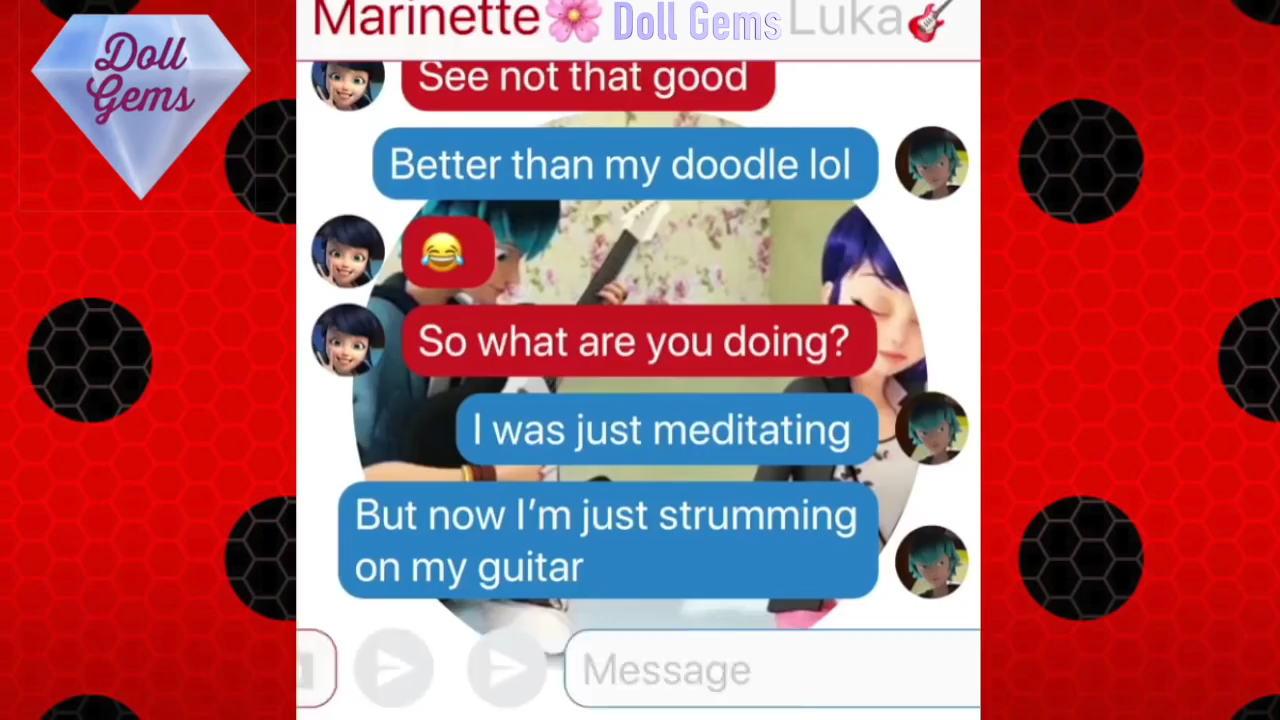 Doll
Gems
Marinette🌸 Doll Gems Luka🎸
See not that good
Better than my doodle lol
😂
So what are you doing?
I was just meditating
But now I'm just strumming
on my guitar
Message